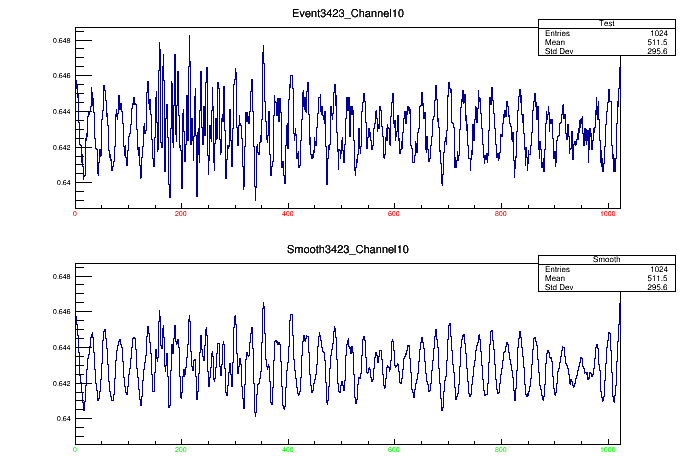 Event3423_Channel10
Test
Entries 1024
Mean 511.5
Std Dev 295.6
0.648
0.646
0.644
0.642
0.64
0 200 400 600 800 1000
Smooth3423_Channel10
Smooth
Entries 1024
Mean 511.5
Std Dev 295.6
0.648
0.646
0.644
0.642
0.64
0 200 400 600 800 1000